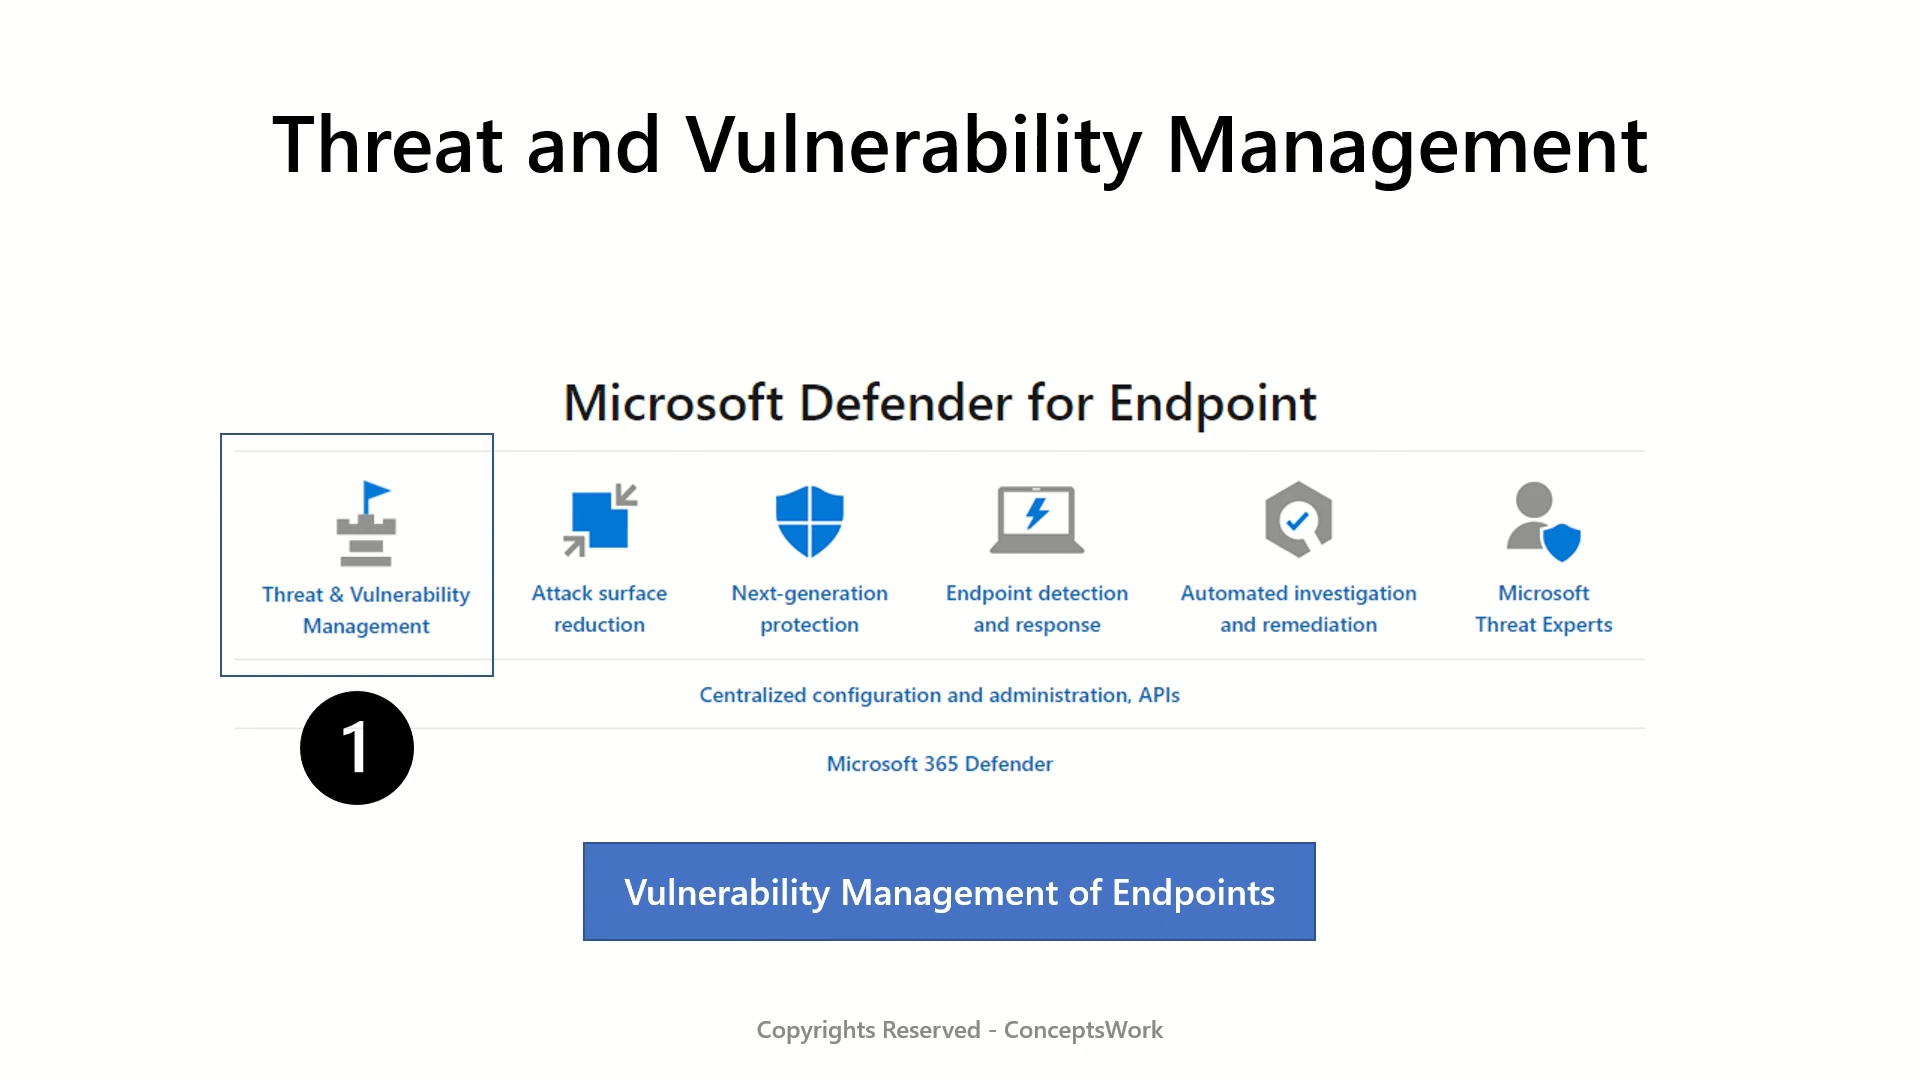 Threat and Vulnerability Management
Microsoft Defender for Endpoint
Threat & Vulnerability
Management
Attack surface
reduction
Next-generation
protection
Endpoint detection
and response
Automated investigation
and remediation
Microsoft
Threat Experts
Centralized configuration and administration, APIs
1
Microsoft 365 Defender
Vulnerability Management of Endpoints
Copyrights Reserved - ConceptsWork